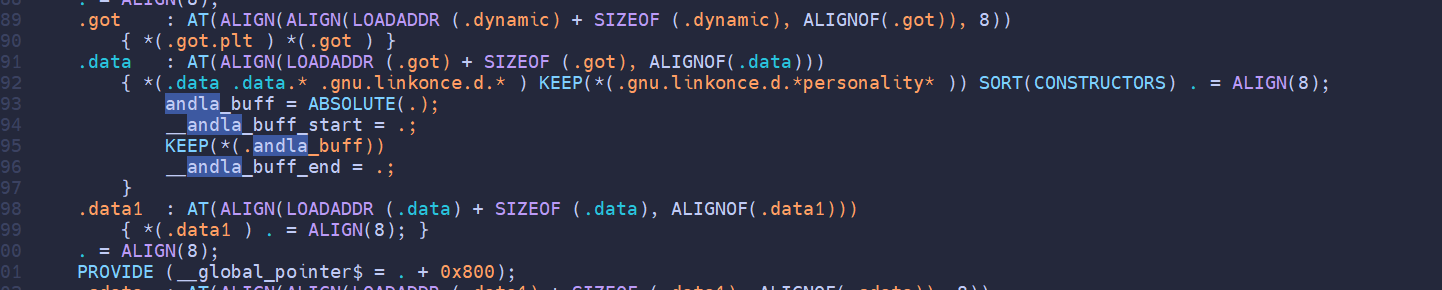 . = ALIGN(8);
89 .got : AT(ALIGN(ALIGN(LOADADDR (.dynamic) + SIZEOF (.dynamic), ALIGNOF(.got)), 8))
90 { *(.got.plt ) *(.got ) }
91 .data : AT(ALIGN(LOADADDR (.got) + SIZEOF (.got), ALIGNOF(.data)))
92 { *(.data .data.* .gnu.linkonce.d.* ) KEEP(*(.gnu.linkonce.d.*personality* )) SORT(CONSTRUCTORS) . = ALIGN(8);
93 andla_buff = ABSOLUTE(.);
94 __andla_buff_start = .;
95 KEEP(*(.andla_buff))
96 __andla_buff_end = .;
97 }
98 .data1 : AT(ALIGN(LOADADDR (.data) + SIZEOF (.data), ALIGNOF(.data1)))
99 { *(.data1 ) . = ALIGN(8); }
00 . = ALIGN(8);
01 PROVIDE (__global_pointer$ = . + 0x800);